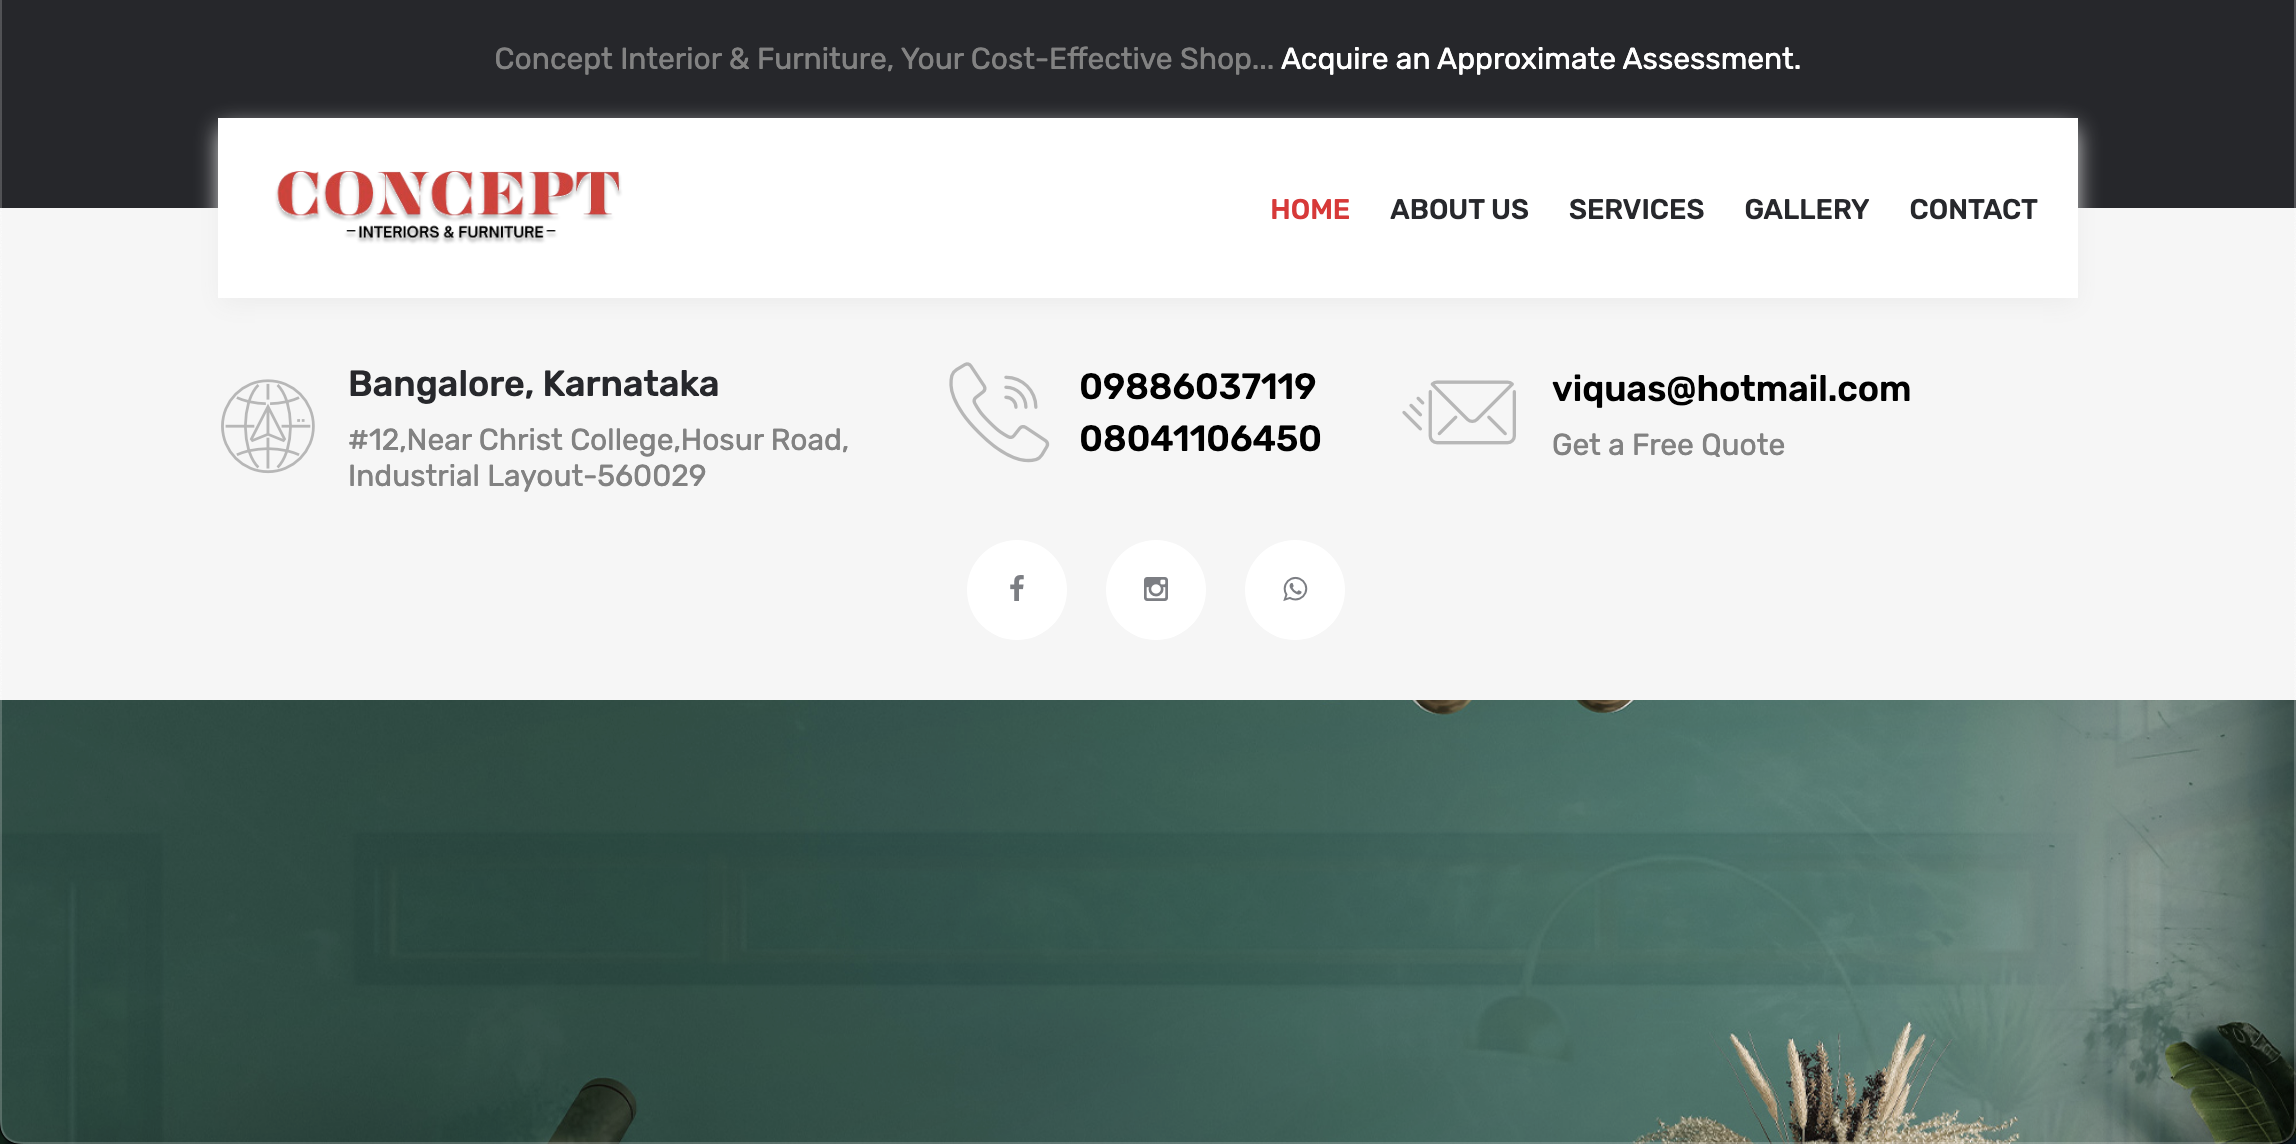 Concept Interior & Furniture, Your Cost-Effective Shop... Acquire an Approximate Assessment.
CONCEPT
-INTERIORS & FURNITURE-
HOME ABOUT US SERVICES GALLERY CONTACT
Bangalore, Karnataka
#12,Near Christ College,Hosur Road,
Industrial Layout-560029
09886037119
08041106450
viquas@hotmail.com
Get a Free Quote